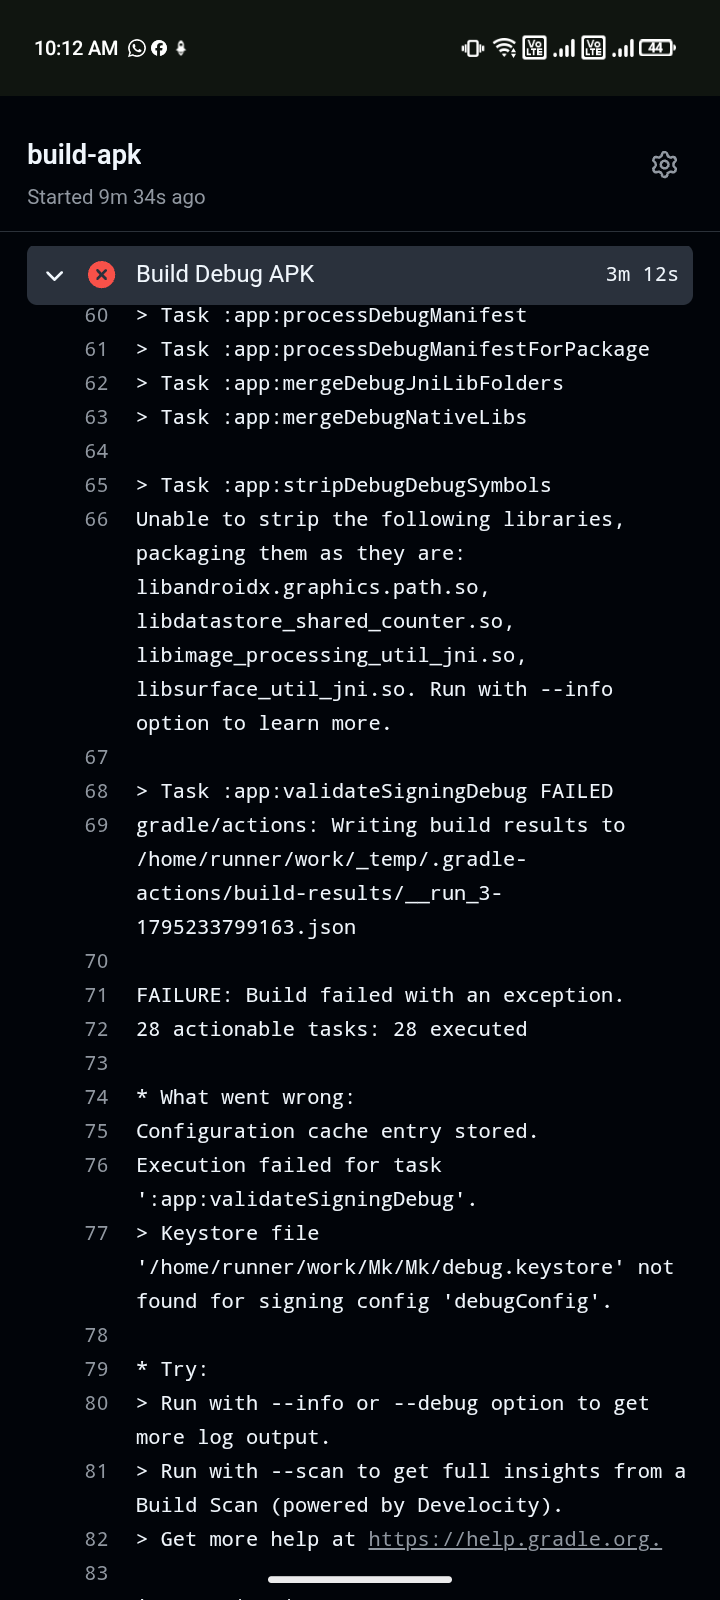 10:12 AM
Vo LTE
Vo LTE
44
build-apk
Started 9m 34s ago
Build Debug APK 3m 12s
60 > Task :app:processDebugManifest
61 > Task :app:processDebugManifestForPackage
62 > Task :app:mergeDebugJniLibFolders
63 > Task :app:mergeDebugNativeLibs
64
65 > Task :app:stripDebugDebugSymbols
66 Unable to strip the following libraries,
packaging them as they are:
libandroidx.graphics.path.so,
libdatastore_shared_counter.so,
libimage_processing_util_jni.so,
libsurface_util_jni.so. Run with --info
option to learn more.
67
68 > Task :app:validateSigningDebug FAILED
69 gradle/actions: Writing build results to
/home/runner/work/_temp/.gradle-
actions/build-results/__run_3-
1795233799163.json
70
71 FAILURE: Build failed with an exception.
72 28 actionable tasks: 28 executed
73
74 * What went wrong:
75 Configuration cache entry stored.
76 Execution failed for task
':app:validateSigningDebug'.
77 > Keystore file
'/home/runner/work/Mk/Mk/debug.keystore' not
found for signing config 'debugConfig'.
78
79 * Try:
80 > Run with --info or --debug option to get
more log output.
81 > Run with --scan to get full insights from a
Build Scan (powered by Develocity).
82 > Get more help at https://help.gradle.org.
83